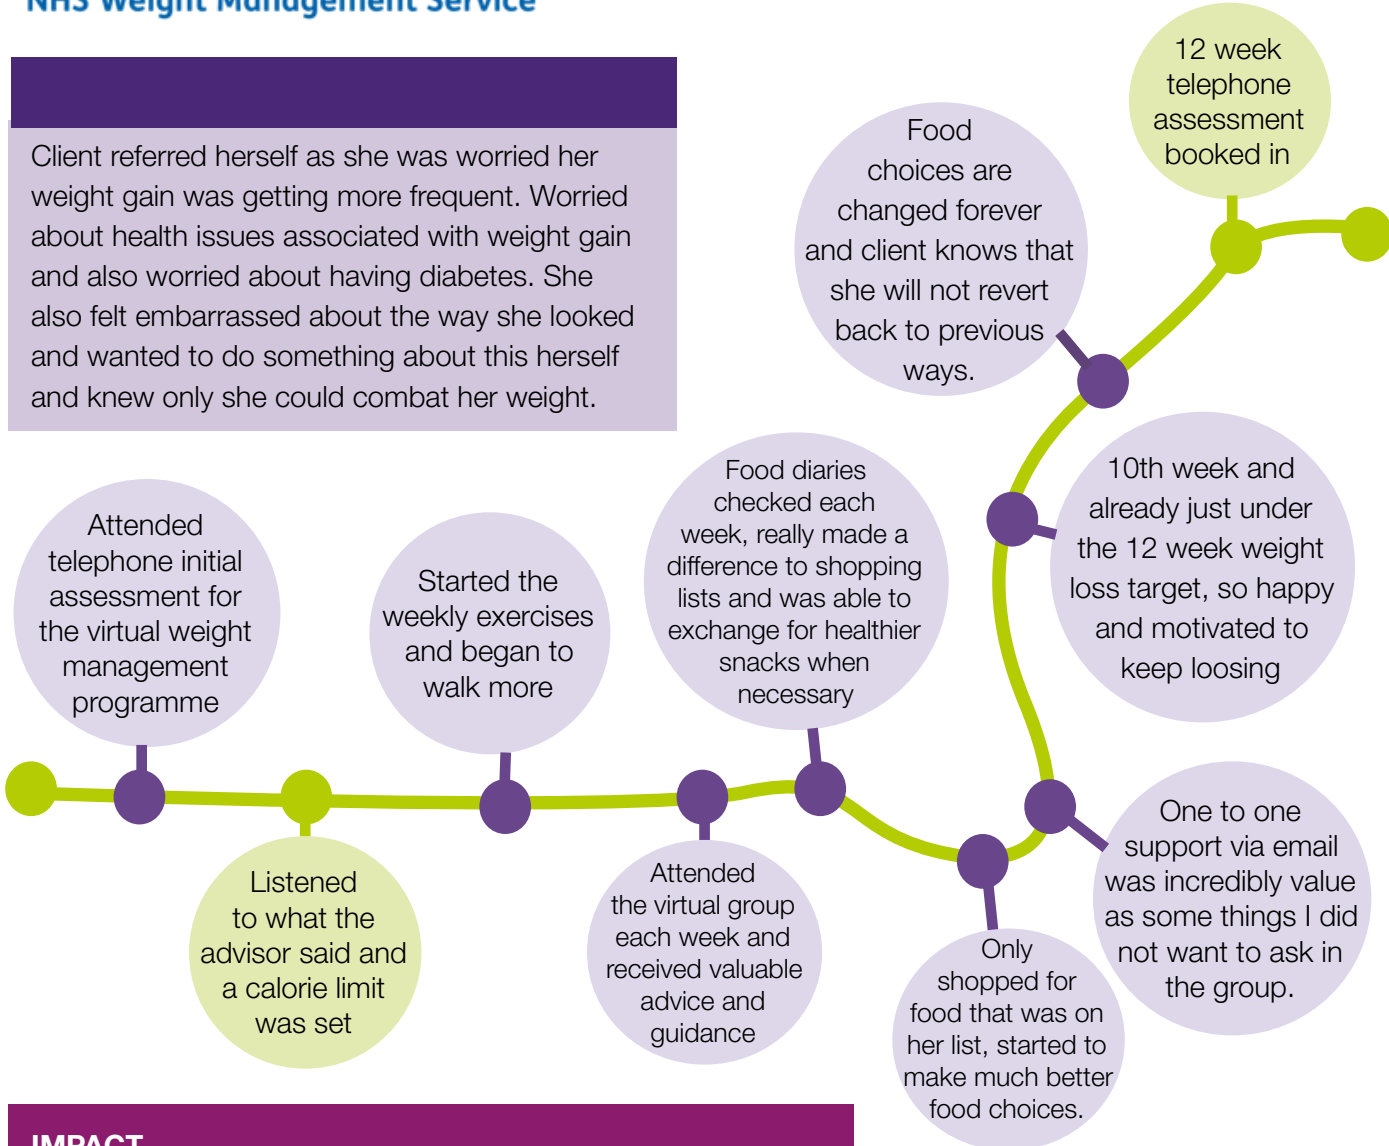 NHS Weight Management Service
Client referred herself as she was worried her
weight gain was getting more frequent. Worried
about health issues associated with weight gain
and also worried about having diabetes. She
also felt embarrassed about the way she looked
and wanted to do something about this herself
and knew only she could combat her weight.
Attended
telephone initial
assessment for
the virtual weight
management
programme
Listened
to what the
advisor said and
a calorie limit
was set
Started the
weekly exercises
and began to
walk more
Attended
the virtual group
each week and
received valuable
advice and
guidance
Food diaries
checked each
week, really made a
difference to shopping
lists and was able to
exchange for healthier
snacks when
necessary
Only
shopped for
food that was on
her list, started to
make much better
food choices.
One to one
support via email
was incredibly value
as some things I did
not want to ask in
the group.
10th week and
already just under
the 12 week weight
loss target, so happy
and motivated to
keep loosing
Food
choices are
changed forever
and client knows that
she will not revert
back to previous
ways.
12 week
telephone
assessment
booked in
IMPACT